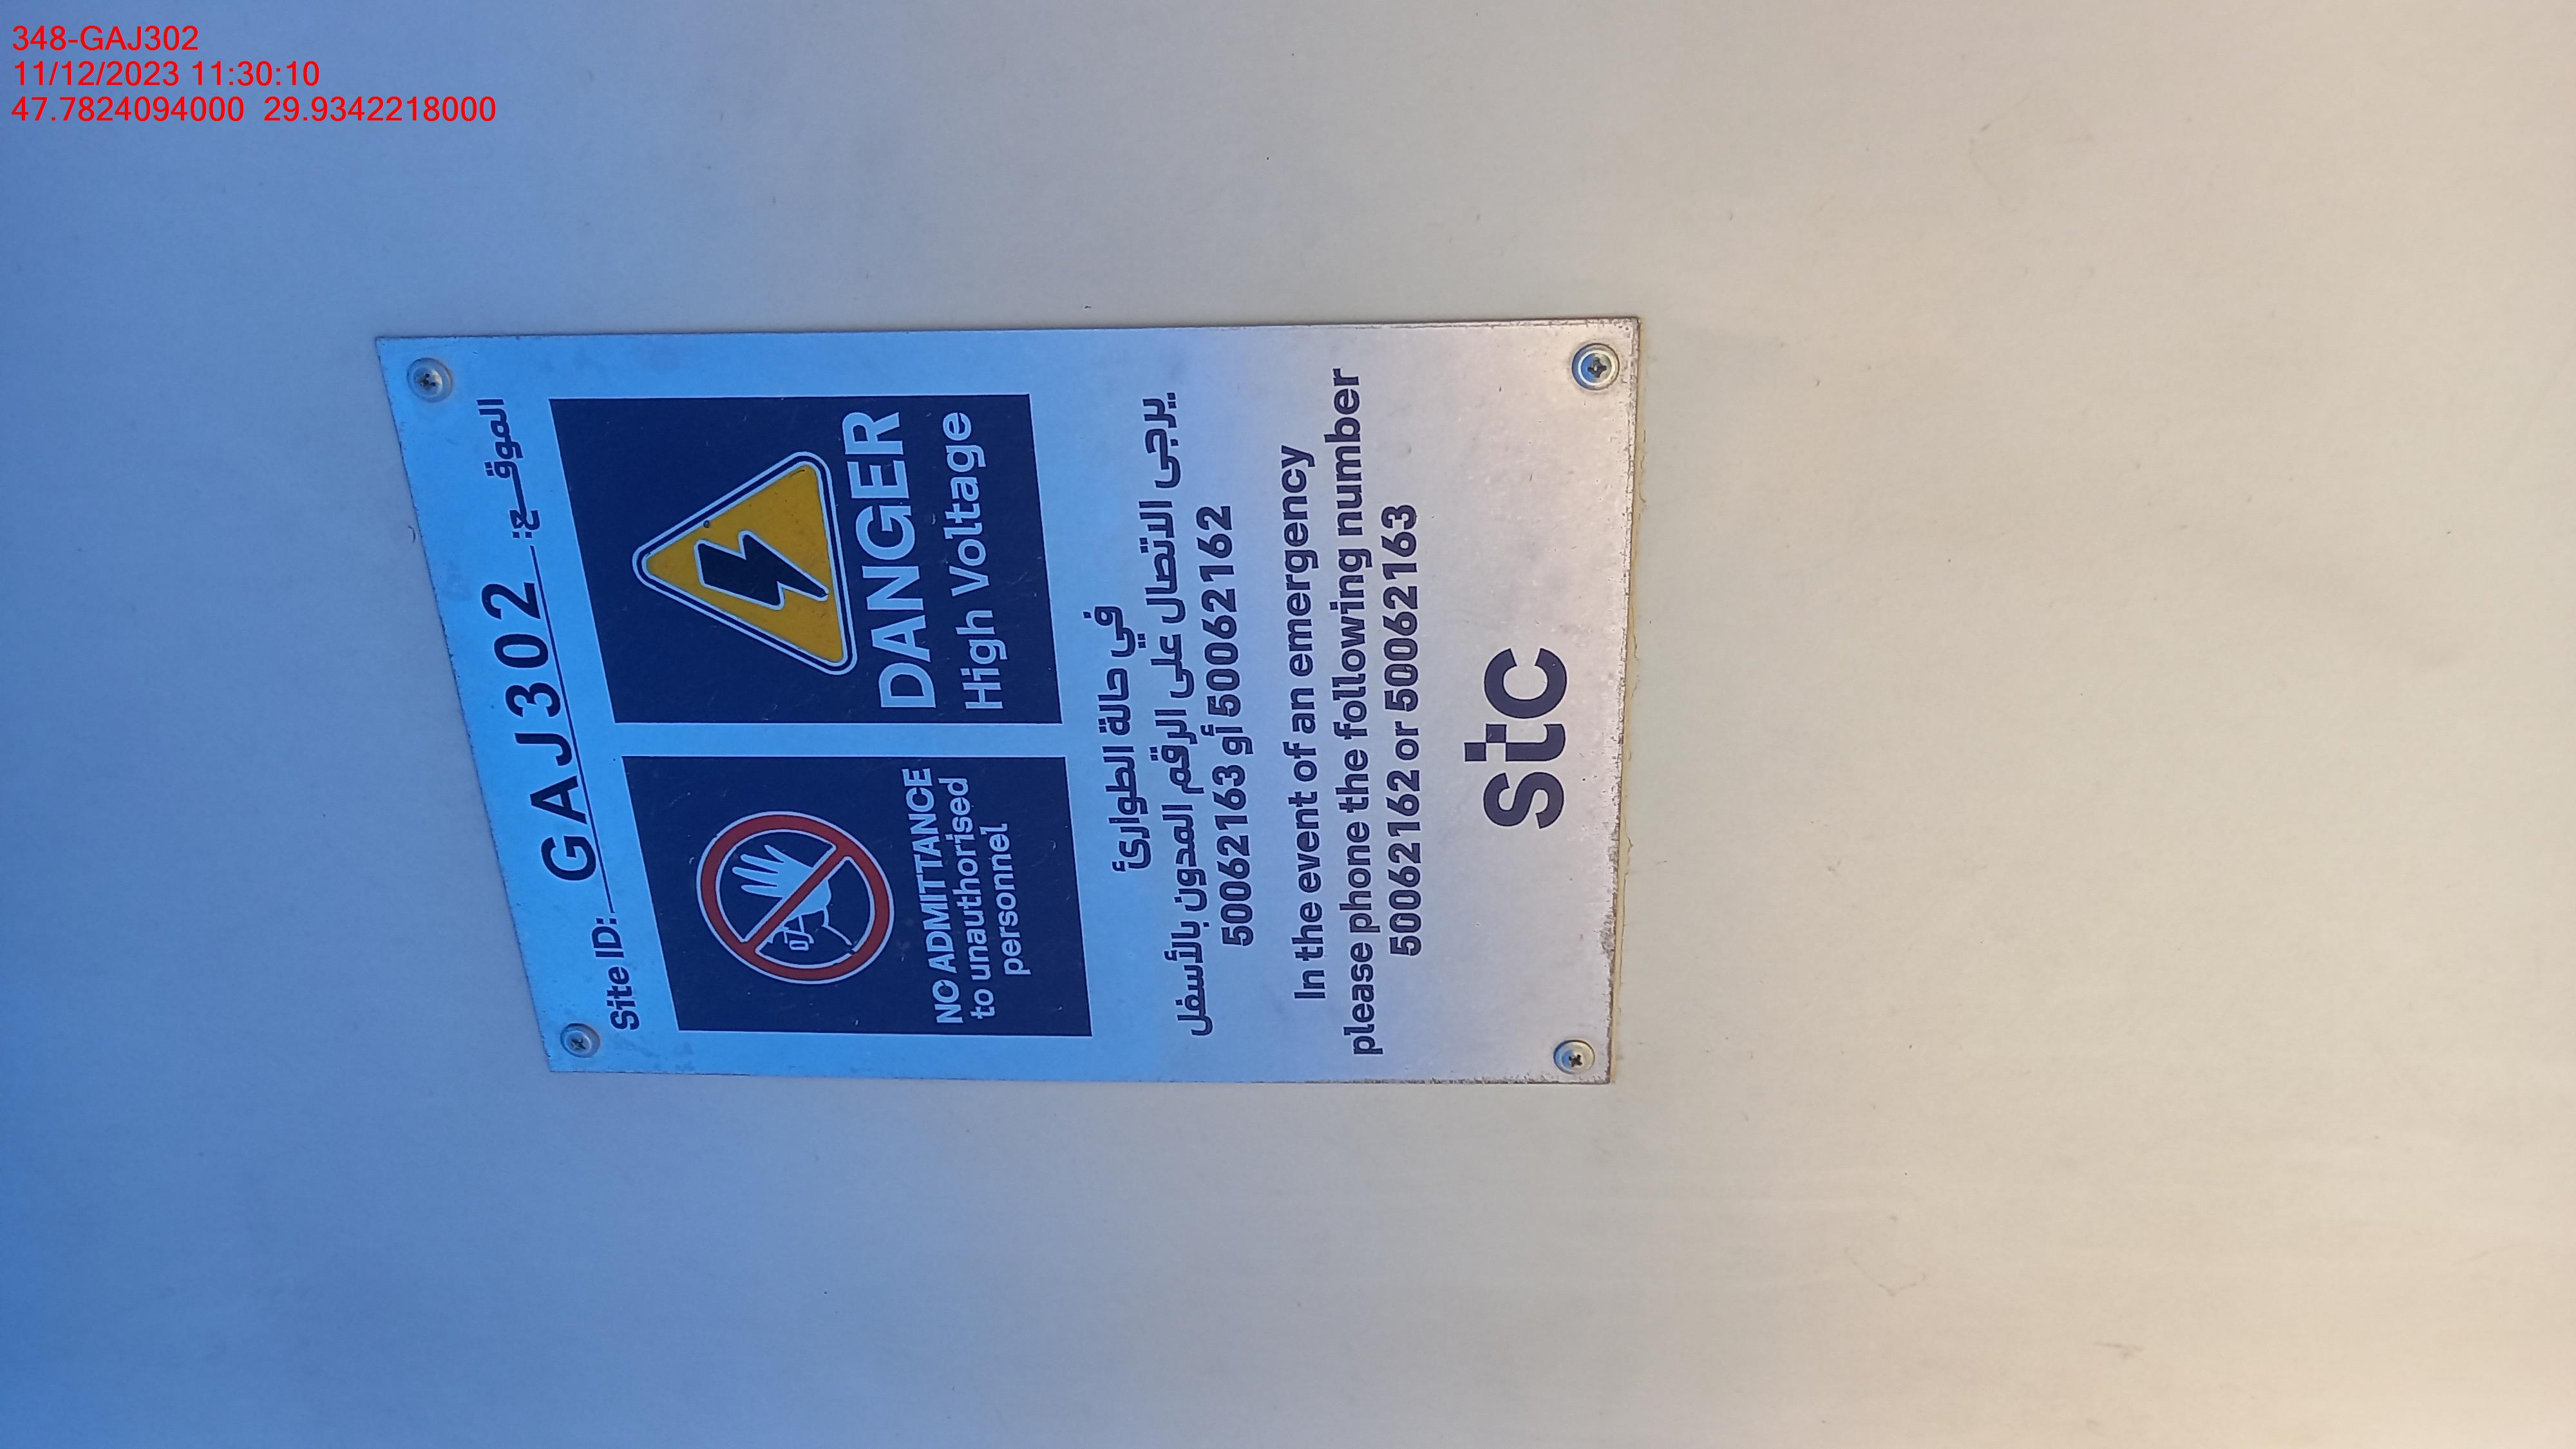 348-GAJ302
11/12/2023 11:30:10
47.7824094000 29.9342218000
Site ID: GAJ302 الموقـــع:
NO ADMITTANCE
to unauthorised
personnel
DANGER
High Voltage
في حالة الطوارئ
يرجى الاتصال على الرقم المدون بالأسفل
50062163 أو 50062162
In the event of an emergency
please phone the following number
50062162 or 50062163
stc